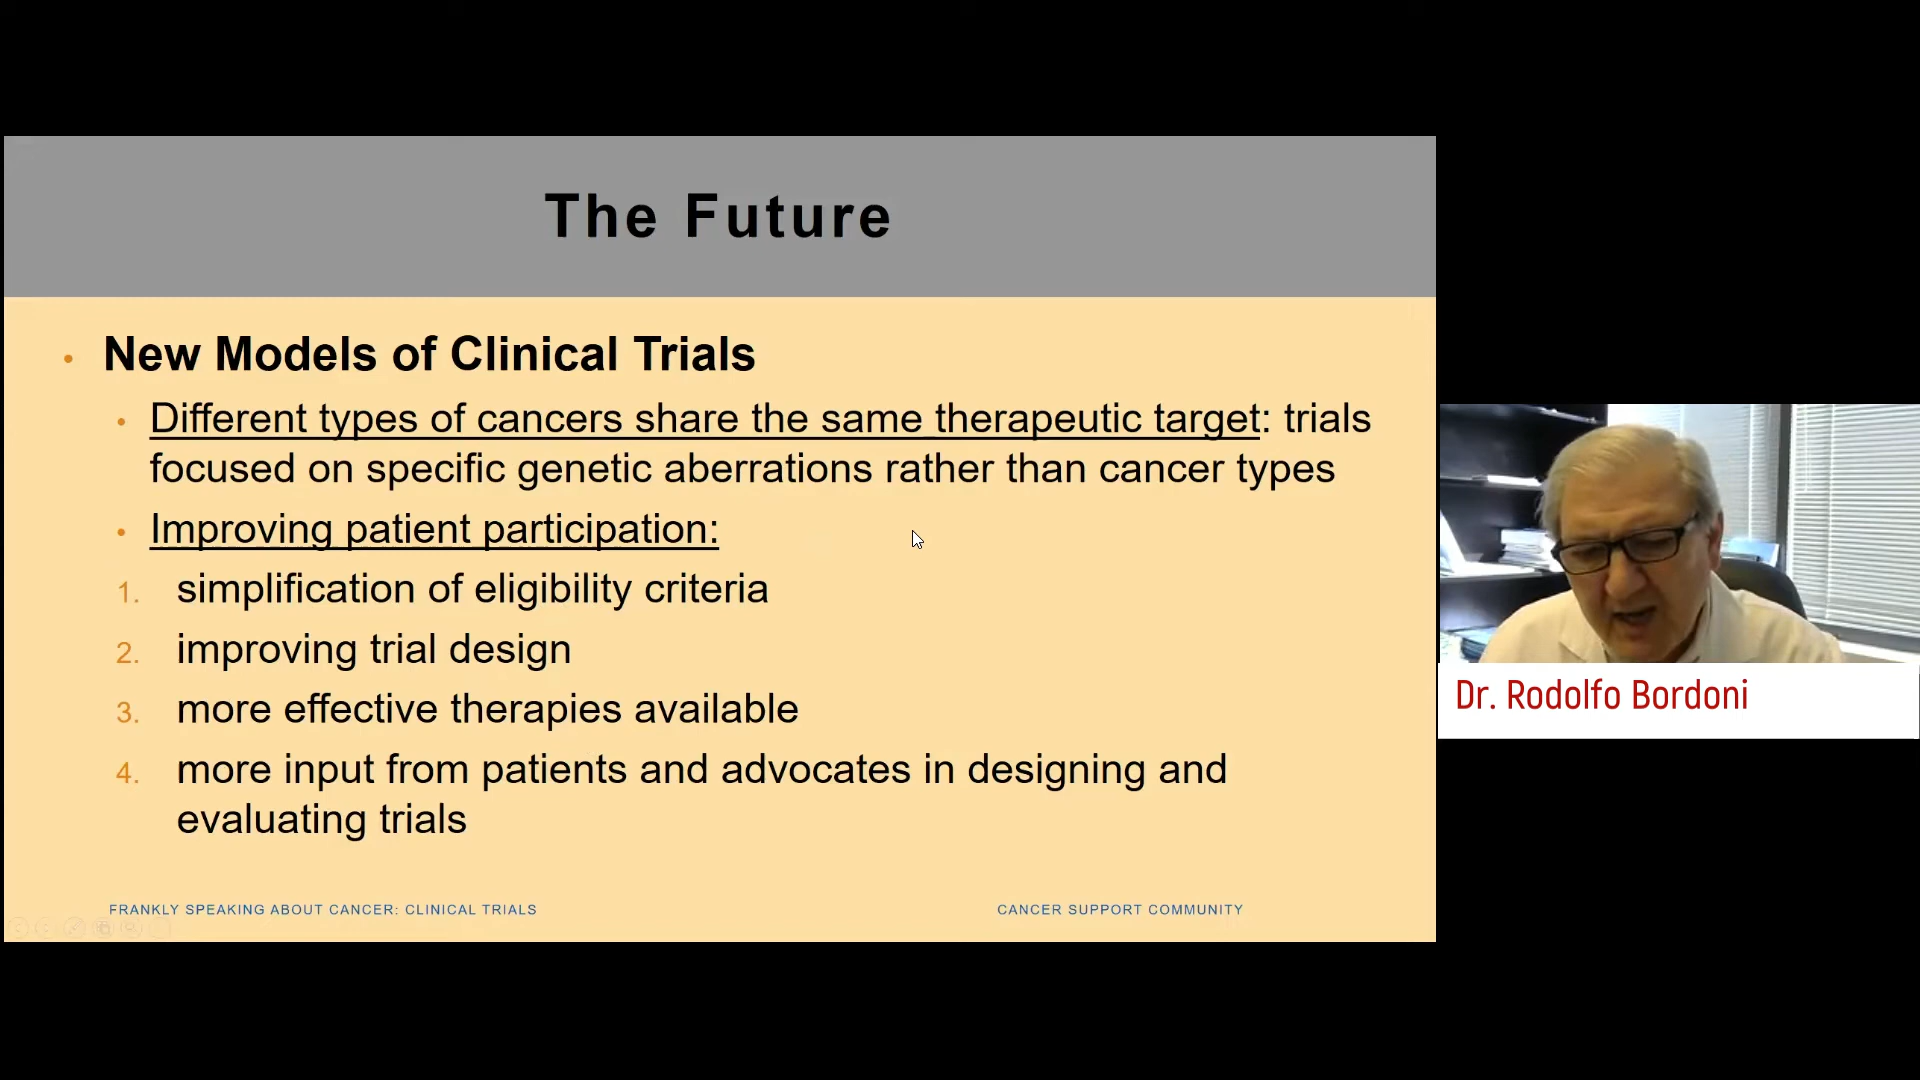 The Future
• New Models of Clinical Trials
• Different types of cancers share the same therapeutic target: trials
focused on specific genetic aberrations rather than cancer types
• Improving patient participation:
1. simplification of eligibility criteria
2. improving trial design
3. more effective therapies available
4. more input from patients and advocates in designing and
evaluating trials
FRANKLY SPEAKING ABOUT CANCER: CLINICAL TRIALS
CANCER SUPPORT COMMUNITY
Dr. Rodolfo Bordoni